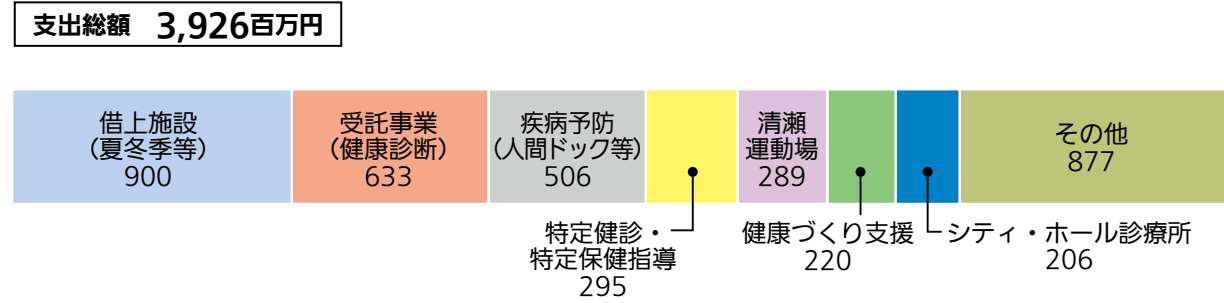 支出総額 3,926百万円
借上施設
（夏冬季等）
900
受託事業
（健康診断）
633
疾病予防
（人間ドック等）
506
特定健診・
特定保健指導
295
清瀬
運動場
289
健康づくり支援
220
シティ・ホール診療所
206
その他
877